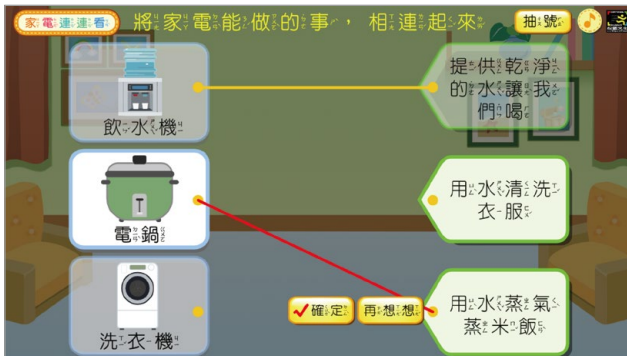 家電連連看
將家電能做的事，相連起來
抽號
飲水機
提供乾淨
的水讓我
們喝
電鍋
用水清洗
衣服
洗衣機
確定
再想想
用水蒸氣
蒸米飯